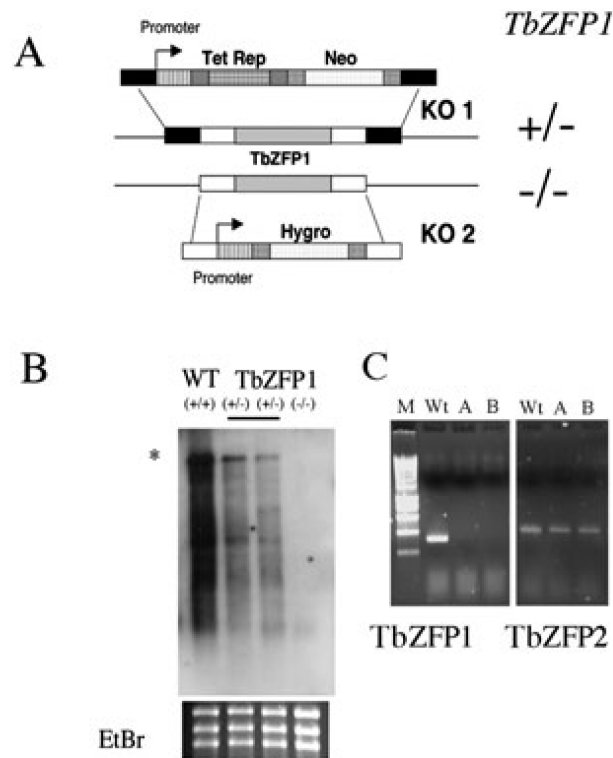 A
TbZFP1
Promoter
Tet Rep Neo
KO 1
+/-
TbZFP1
-/-
Hygro
KO 2
Promoter
B
WT TbZFP1
(+/+) (+/-) (+/-) (-/-)
*
EtBr
C
M Wt A B Wt A B
TbZFP1 TbZFP2